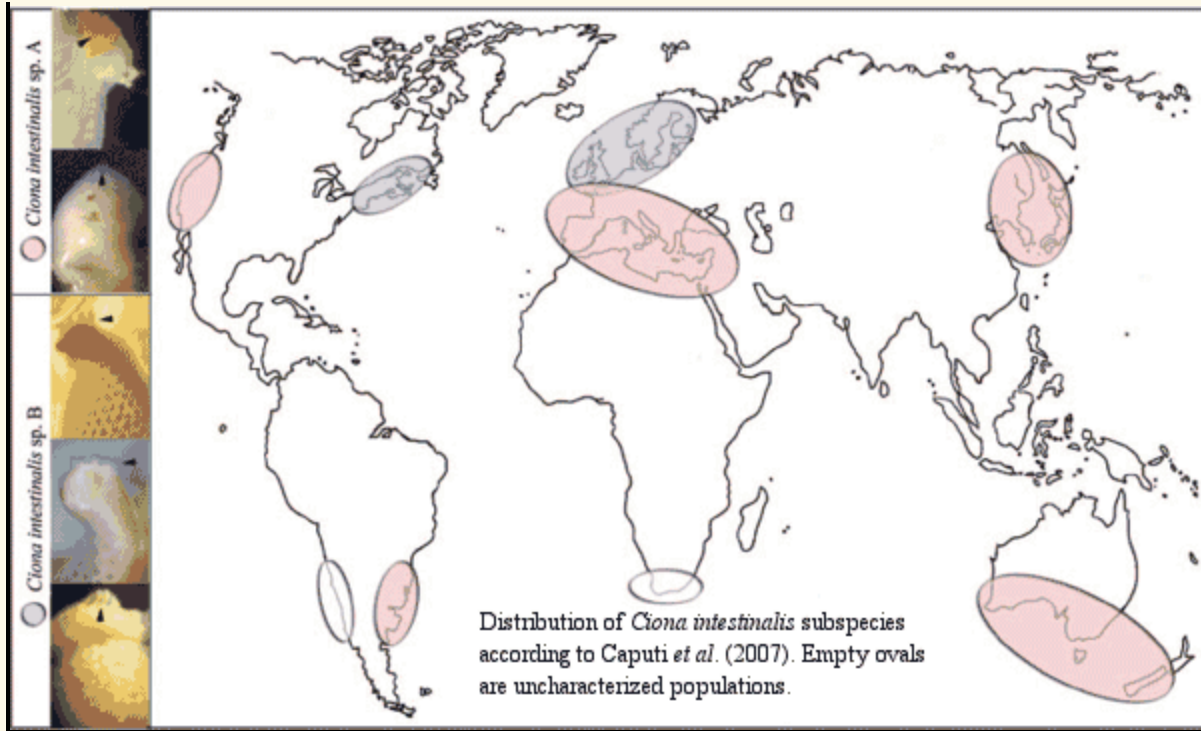 Ciona intestinalis sp. A
Ciona intestinalis sp. B
Distribution of Ciona intestinalis subspecies
according to Caputi et al. (2007). Empty ovals
are uncharacterized populations.